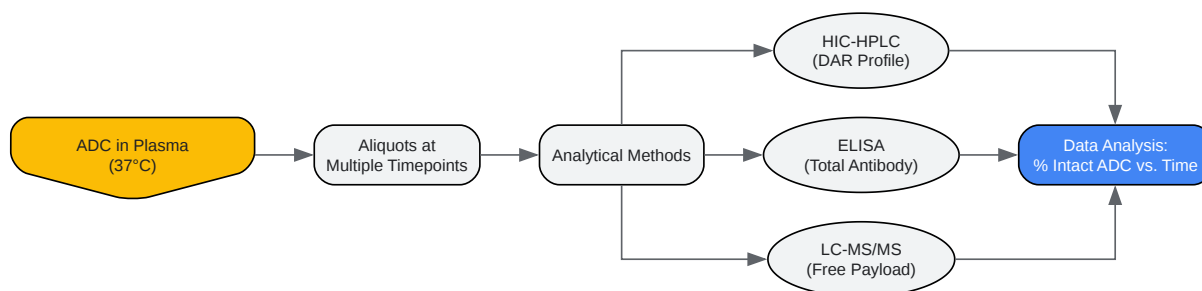 HIC-HPLC
(DAR Profile)
ADC in Plasma
(37°C)
Aliquots at
Multiple Timepoints
Analytical Methods
ELISA
(Total Antibody)
Data Analysis:
% Intact ADC vs. Time
LC-MS/MS
(Free Payload)